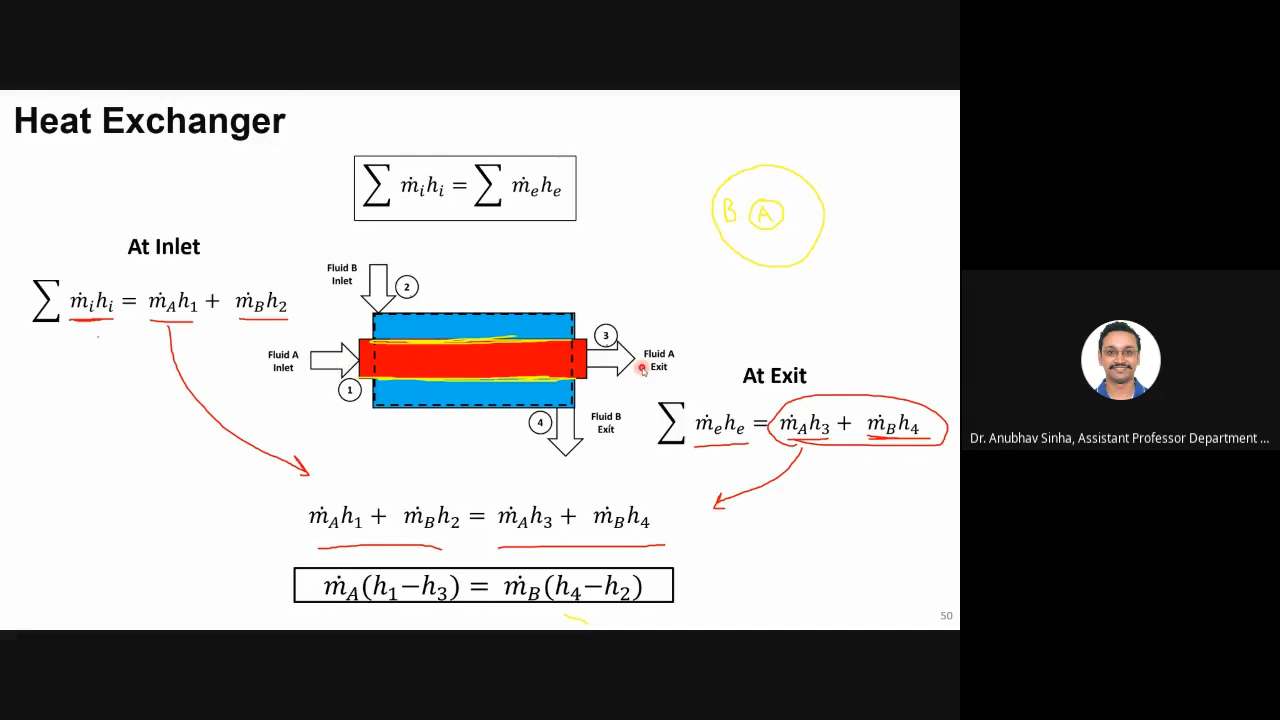 Heat Exchanger
∑ ṁᵢhᵢ = ∑ ṁₑhₑ
B A
At Inlet
∑ ṁᵢhᵢ = ṁ_A h₁ + ṁ_B h₂
Fluid B
Inlet
2
Fluid A
Inlet
1
3
Fluid A
Exit
4
Fluid B
Exit
At Exit
∑ ṁₑhₑ = ṁ_A h₃ + ṁ_B h₄
ṁ_A h₁ + ṁ_B h₂ = ṁ_A h₃ + ṁ_B h₄
ṁ_A(h₁−h₃) = ṁ_B(h₄−h₂)
50
Dr. Anubhav Sinha, Assistant Professor Department ...